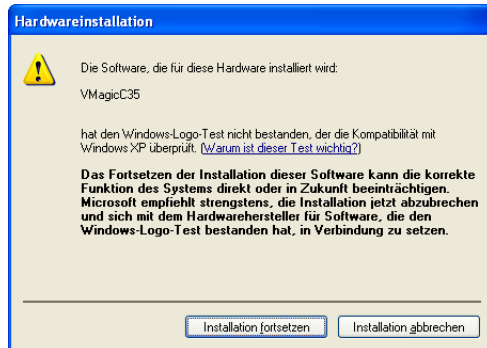 Hardwareinstallation
Die Software, die für diese Hardware installiert wird:
VMagicC35
hat den Windows-Logo-Test nicht bestanden, der die Kompatibilität mit
Windows XP überprüft. (Warum ist dieser Test wichtig?)
Das Fortsetzen der Installation dieser Software kann die korrekte
Funktion des Systems direkt oder in Zukunft beeinträchtigen.
Microsoft empfiehlt strengstens, die Installation jetzt abzubrechen
und sich mit dem Hardwarehersteller für Software, die den
Windows-Logo-Test bestanden hat, in Verbindung zu setzen.
Installation fortsetzen Installation abbrechen